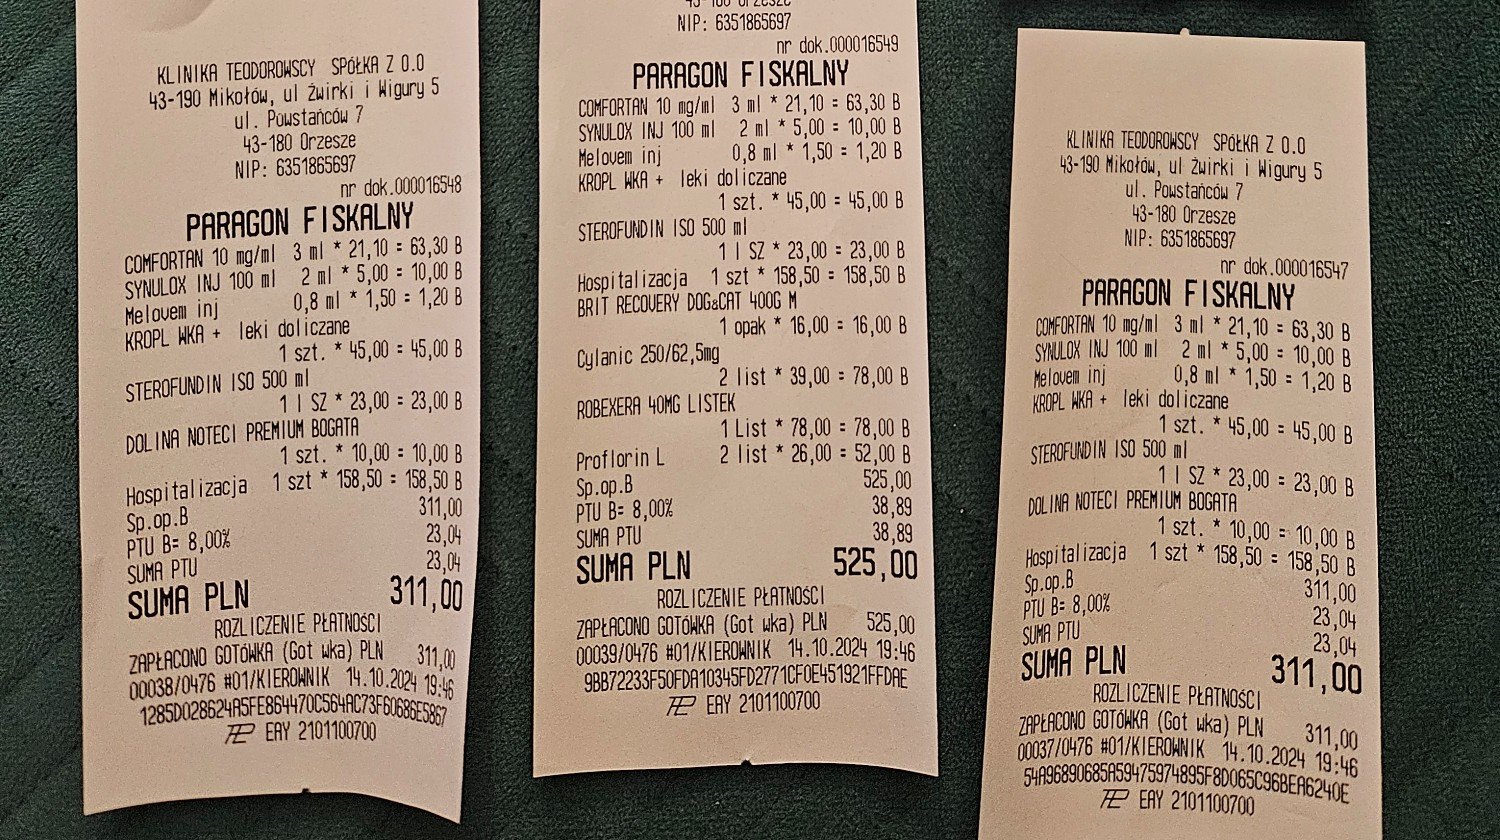 KLINIKA TEODOROWSCY SPÓŁKA Z O.O
43-190 Mikołów, ul Żwirki i Wigury 5
ul. Powstańców 7
43-180 Orzesze
NIP: 6351865697
nr dok.000016548
PARAGON FISKALNY
COMFORTAN 10 mg/ml 3 ml * 21,10 = 63,30 B
SYNULOX INJ 100 ml 2 ml * 5,00 = 10,00 B
Melovem inj 0,8 ml * 1,50 = 1,20 B
KROPL WKA + leki doliczane
1 szt. * 45,00 = 45,00 B
STEROFUNDIN ISO 500 ml
1 I SZ * 23,00 = 23,00 B
DOLINA NOTECI PREMIUM BOGATA
1 szt. * 10,00 = 10,00 B
Hospitalizacja 1 szt * 158,50 = 158,50 B
Sp.op.B 311,00
PTU B= 8,00% 23,04
SUMA PTU 23,04
SUMA PLN 311,00
ROZLICZENIE PŁATNOŚCI
ZAPŁACONO GOTÓWKA (Got wka) PLN 311,00
00038/0476 #01/KIEROWNIK 14.10.2024 19:46
1285D028624A5FE864470C564AC73F60686E5867
EAY 2101100700
43-180 Orzesze
NIP: 6351865697
nr dok.000016549
PARAGON FISKALNY
COMFORTAN 10 mg/ml 3 ml * 21,10 = 63,30 B
SYNULOX INJ 100 ml 2 ml * 5,00 = 10,00 B
Melovem inj 0,8 ml * 1,50 = 1,20 B
KROPL WKA + leki doliczane
1 szt. * 45,00 = 45,00 B
STEROFUNDIN ISO 500 ml
1 I SZ * 23,00 = 23,00 B
Hospitalizacja 1 szt * 158,50 = 158,50 B
BRIT RECOVERY DOG&CAT 400G M
1 opak * 16,00 = 16,00 B
Cylanic 250/62,5mg
2 list * 39,00 = 78,00 B
ROBEXERA 40MG LISTEK
1 List * 78,00 = 78,00 B
Proflorin L 2 list * 26,00 = 52,00 B
Sp.op.B 525,00
PTU B= 8,00% 38,89
SUMA PTU 38,89
SUMA PLN 525,00
ROZLICZENIE PŁATNOŚCI
ZAPŁACONO GOTÓWKA (Got wka) PLN 525,00
00039/0476 #01/KIEROWNIK 14.10.2024 19:46
9BB72233F50FDA10345FD2771CF0E451921FFDAE
EAY 2101100700
KLINIKA TEODOROWSCY SPÓŁKA Z O.O
43-190 Mikołów, ul Żwirki i Wigury 5
ul. Powstańców 7
43-180 Orzesze
NIP: 6351865697
nr dok.000016547
PARAGON FISKALNY
COMFORTAN 10 mg/ml 3 ml * 21,10 = 63,30 B
SYNULOX INJ 100 ml 2 ml * 5,00 = 10,00 B
Melovem inj 0,8 ml * 1,50 = 1,20 B
KROPL WKA + leki doliczane
1 szt. * 45,00 = 45,00 B
STEROFUNDIN ISO 500 ml
1 I SZ * 23,00 = 23,00 B
DOLINA NOTECI PREMIUM BOGATA
1 szt. * 10,00 = 10,00 B
Hospitalizacja 1 szt * 158,50 = 158,50 B
Sp.op.B 311,00
PTU B= 8,00% 23,04
SUMA PTU 23,04
SUMA PLN 311,00
ROZLICZENIE PŁATNOŚCI
ZAPŁACONO GOTÓWKA (Got wka) PLN 311,00
00037/0476 #01/KIEROWNIK 14.10.2024 19:46
54A96890685A59475974895F8D065C96BEA6240E
EAY 2101100700